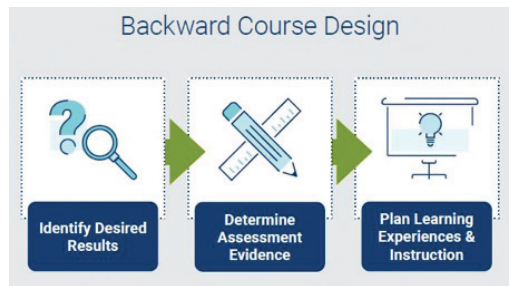 Backward Course Design
Identify Desired
Results
Determine
Assessment
Evidence
Plan Learning
Experiences &
Instruction